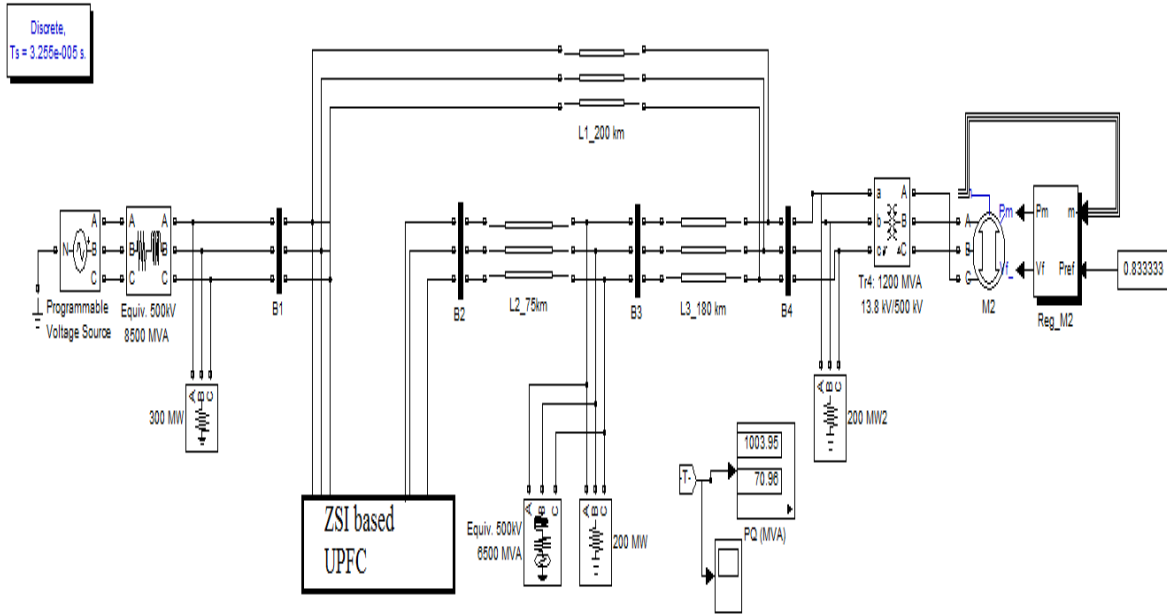 Discrete,
Ts = 3.255e-005 s.
L1_200 km
N
A
B
C
A
B
C
A
B
C
Programmable
Voltage Source
Equiv. 500kV
8500 MVA
B1
A B C
300 MW
B2
L2_75km
B3
L3_180 km
B4
a
b
c
A
B
C
Tr4: 1200 MVA
13.8 kV/500 kV
A
B
C
Pm
Vf_
M2
Pm
m
Vf
Pref
Reg_M2
0.833333
A B C
200 MW2
ZSI based
UPFC
A B C
Equiv. 500kV
6500 MVA
A B C
200 MW
-T-
1003.95
70.96
PQ (MVA)